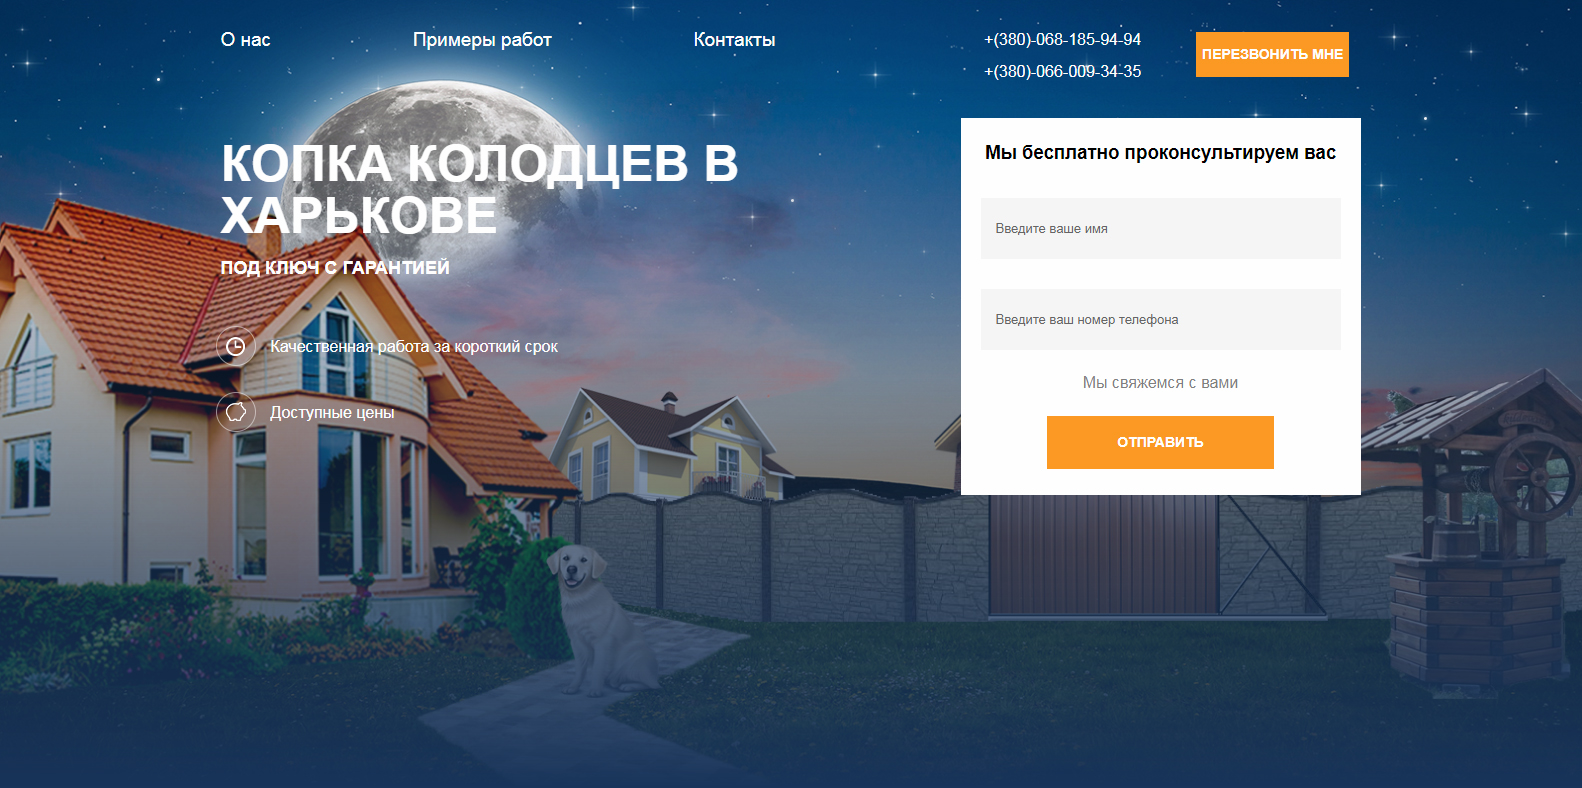 О нас
Примеры работ
Контакты
+(380)-068-185-94-94
+(380)-066-009-34-35
ПЕРЕЗВОНИТЬ МНЕ
КОПКА КОЛОДЦЕВ В
ХАРЬКОВЕ
ПОД КЛЮЧ С ГАРАНТИЕЙ
Качественная работа за короткий срок
Доступные цены
Мы бесплатно проконсультируем вас
Введите ваше имя
Введите ваш номер телефона
Мы свяжемся с вами
ОТПРАВИТЬ